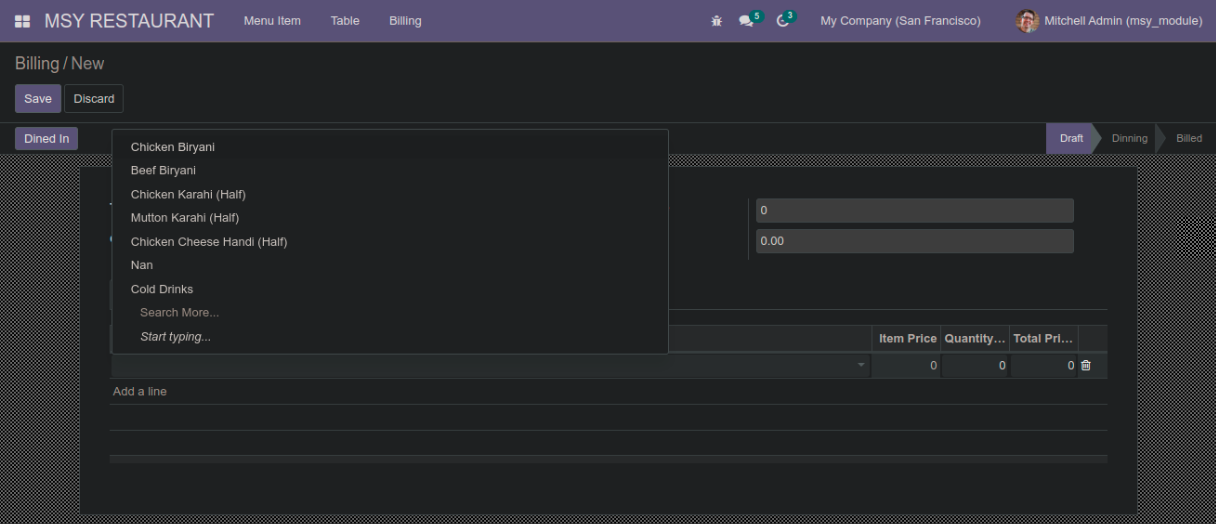 MSY RESTAURANT Menu Item Table Billing 5 3 My Company (San Francisco) Mitchell Admin (msy_module)
Billing / New
Save Discard
Dined In Draft Dinning Billed
Chicken Biryani
Beef Biryani
Chicken Karahi (Half)
0
Mutton Karahi (Half)
Chicken Cheese Handi (Half)
0.00
Nan
Cold Drinks
Search More...
Start typing...
Item Price Quantity... Total Pri...
0 0 0
Add a line